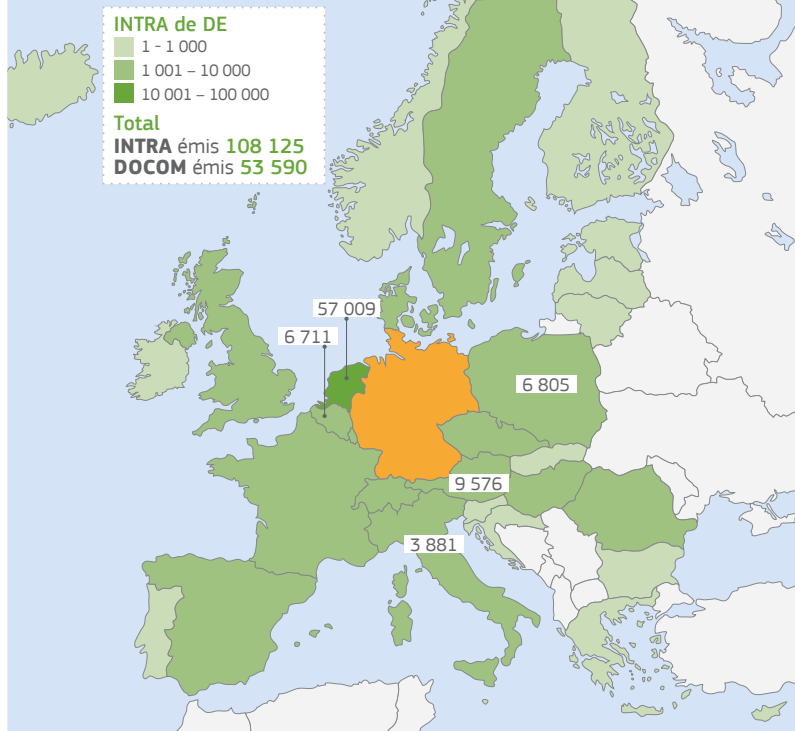 INTRA de DE
1 - 1 000
1 001 – 10 000
10 001 – 100 000
Total
INTRA émis 108 125
DOCOM émis 53 590
57 009
6 711
6 805
9 576
3 881